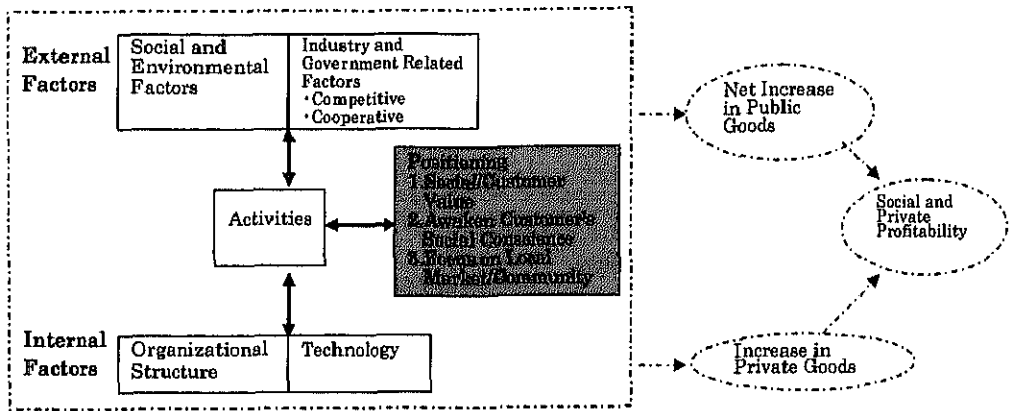 External
Factors
Social and
Environmental
Factors
Industry and
Government Related
Factors
・Competitive
・Cooperative
Activities
Positioning
1.Social/Customer
Value
2.Awaken Customer's
Social Conscience
3.Focus on Local
Market/Community
Internal
Factors
Organizational
Structure
Technology
Net Increase
in Public
Goods
Social and
Private
Profitability
Increase in
Private Goods